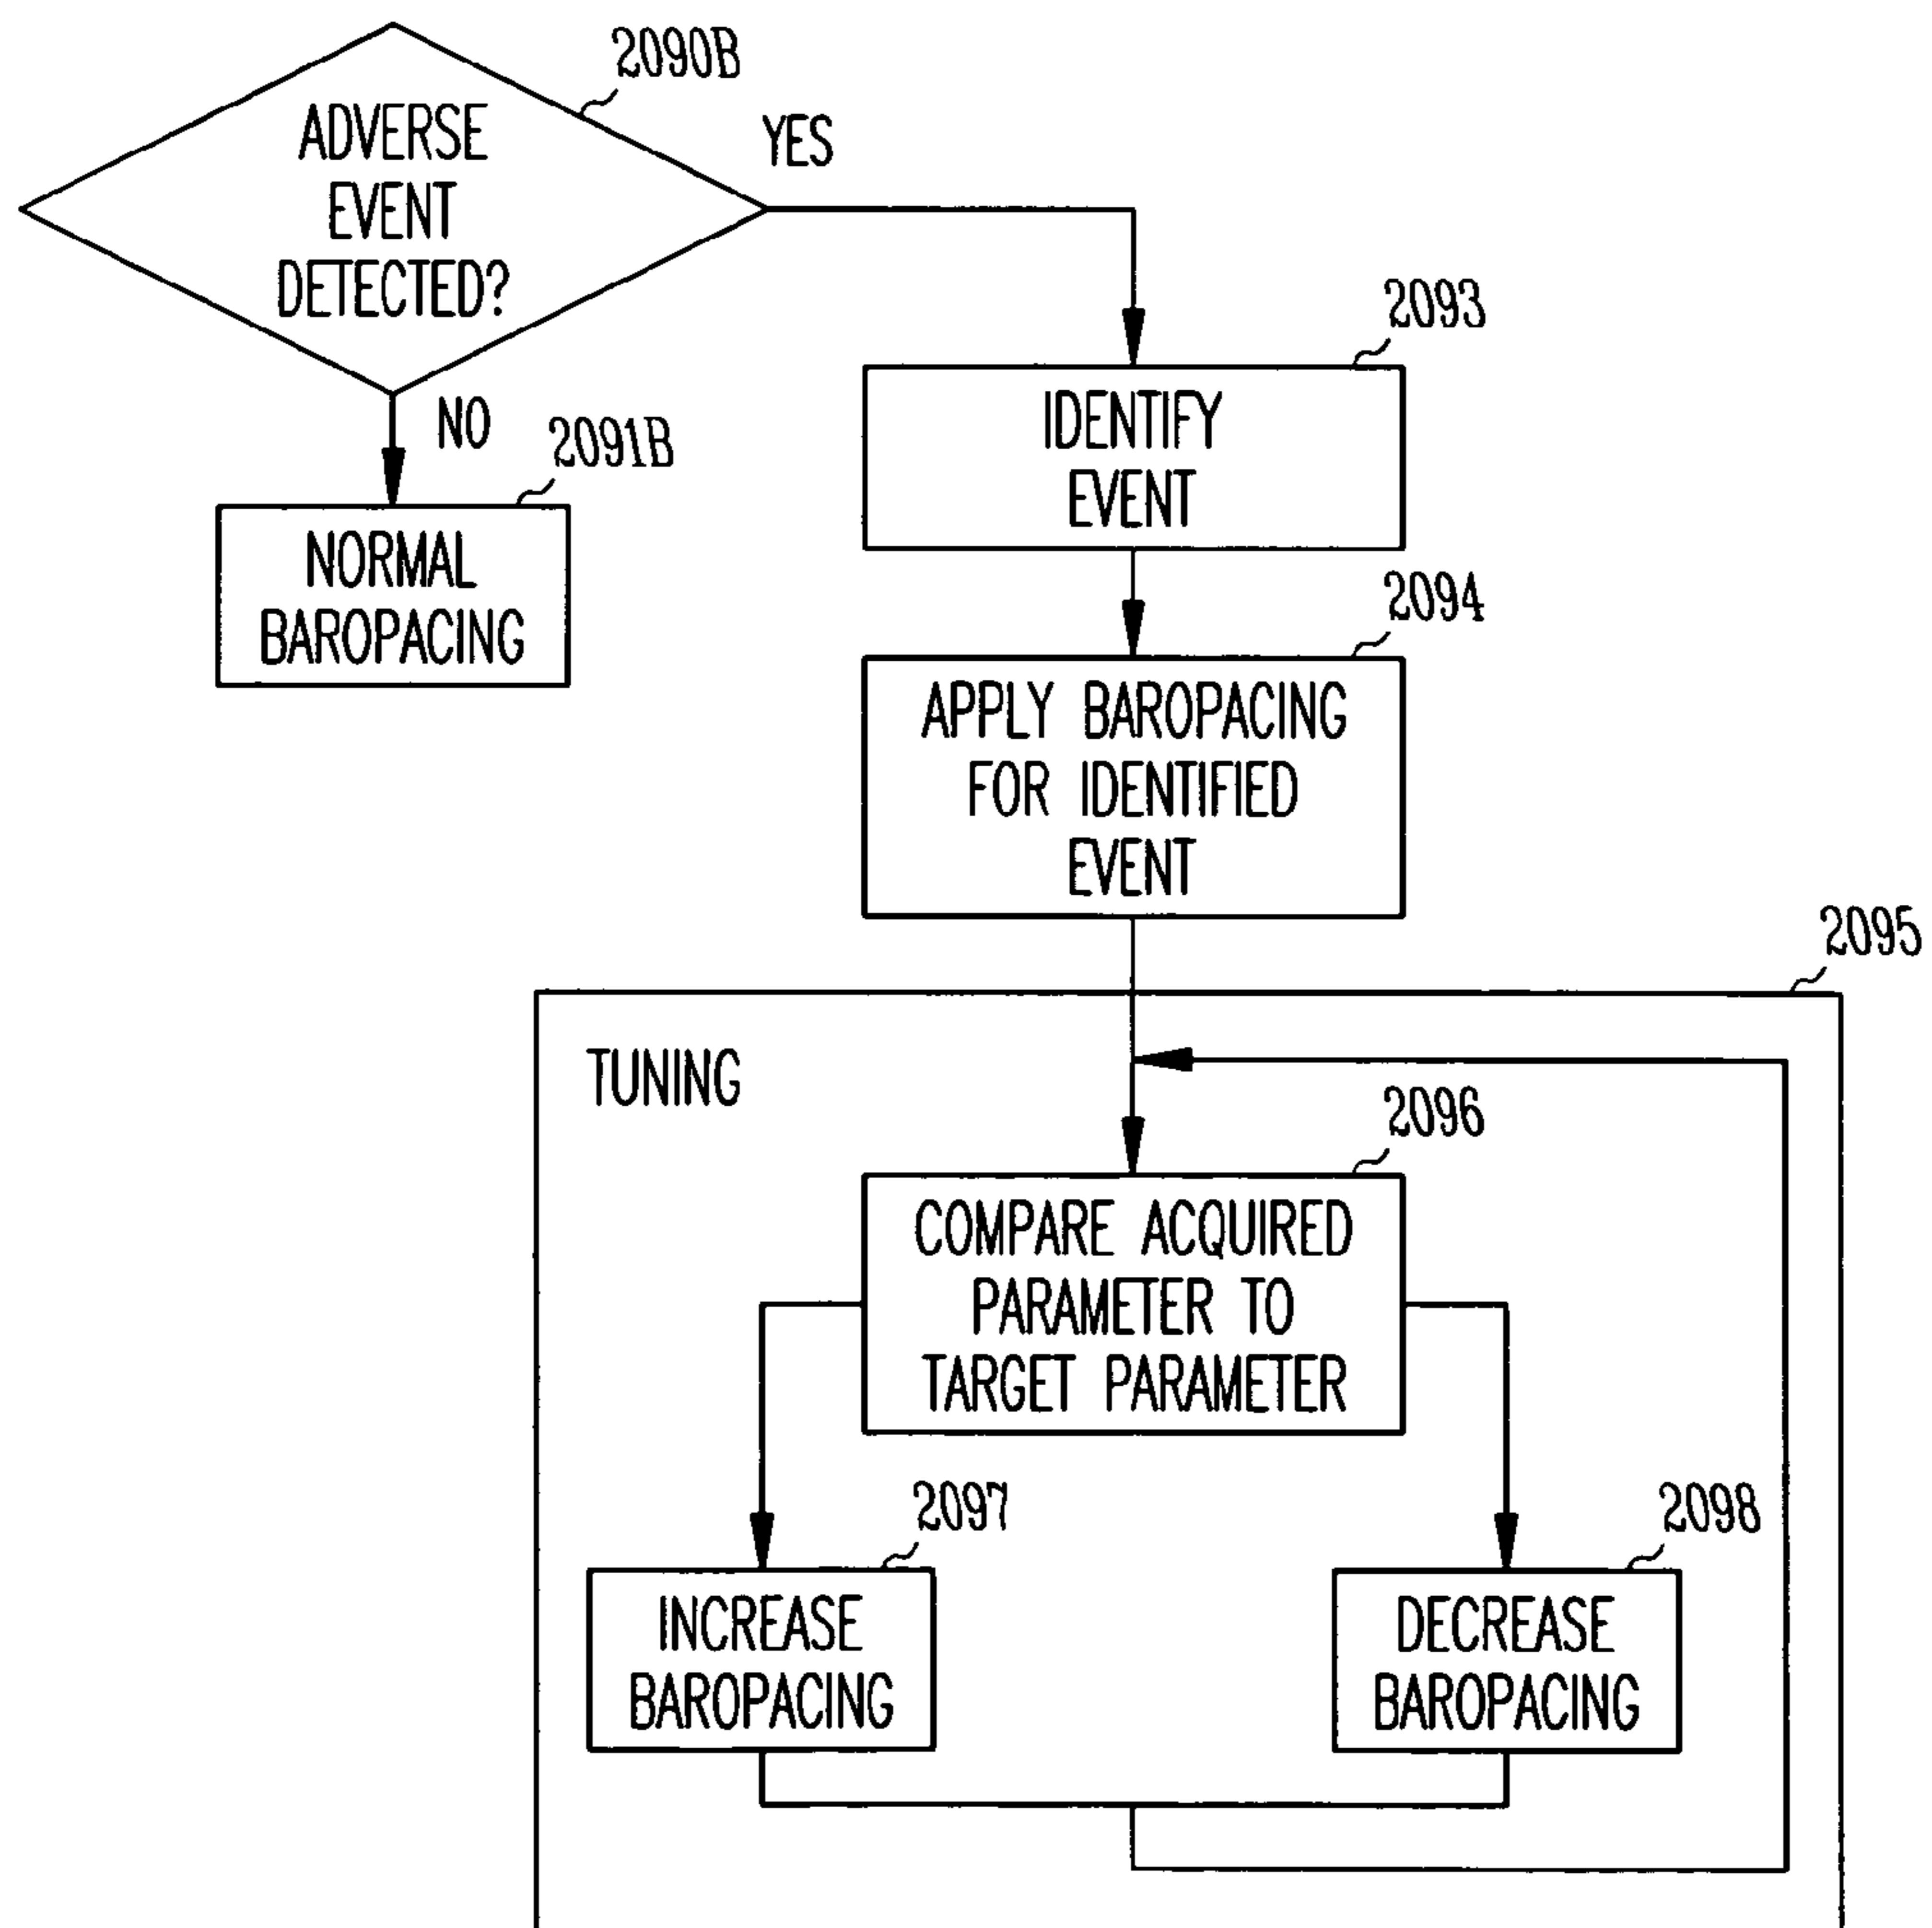 2090B
ADVERSE
EVENT
DETECTED?
YES
NO
2091B
NORMAL
BAROPACING
2093
IDENTIFY
EVENT
2094
APPLY BAROPACING
FOR IDENTIFIED
EVENT
2095
TUNING
2096
COMPARE ACQUIRED
PARAMETER TO
TARGET PARAMETER
2097
INCREASE
BAROPACING
2098
DECREASE
BAROPACING